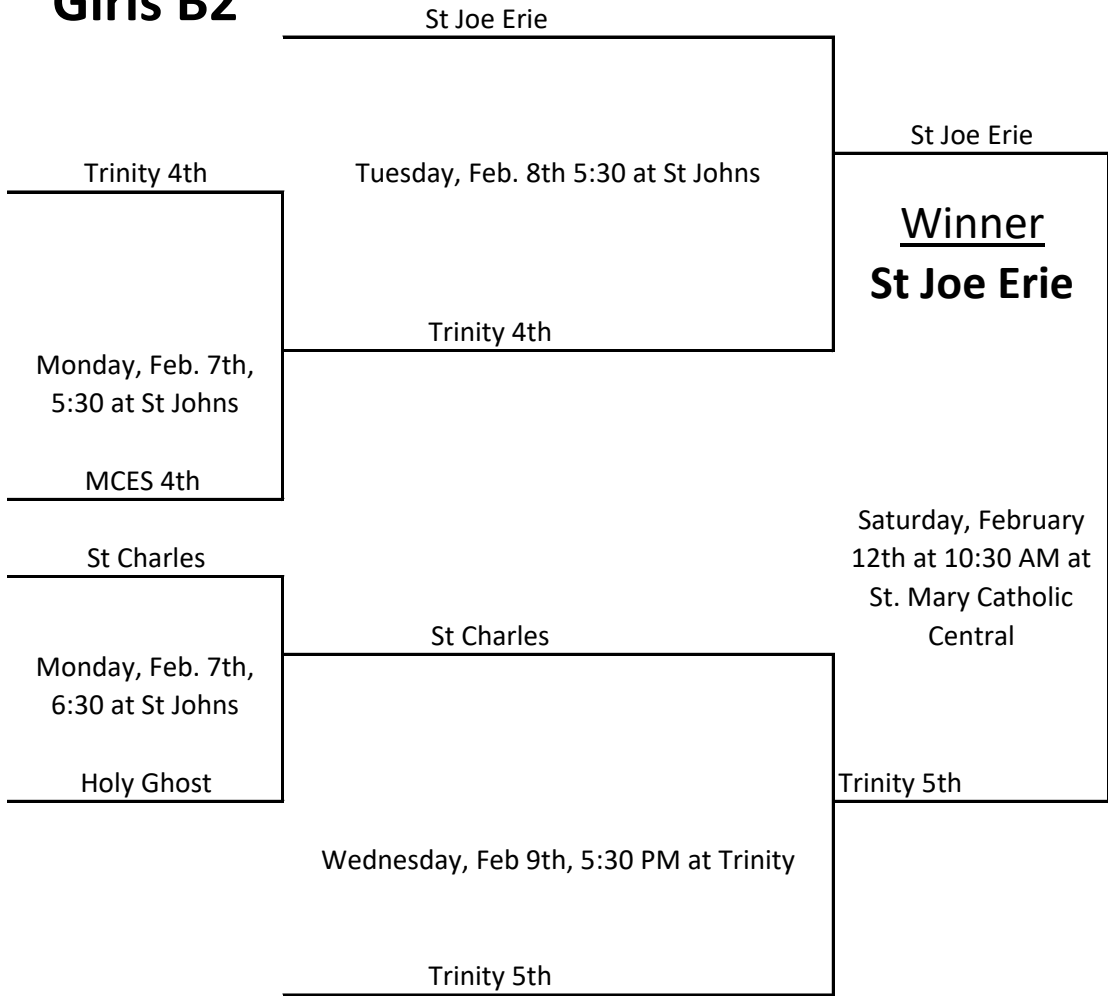 Girls B2
St Joe Erie
St Joe Erie
Trinity 4th
Tuesday, Feb. 8th 5:30 at St Johns
Winner
St Joe Erie
Trinity 4th
Monday, Feb. 7th,
5:30 at St Johns
MCES 4th
St Charles
Saturday, February
12th at 10:30 AM at
St. Mary Catholic
Central
St Charles
Monday, Feb. 7th,
6:30 at St Johns
Holy Ghost
Trinity 5th
Wednesday, Feb 9th, 5:30 PM at Trinity
Trinity 5th